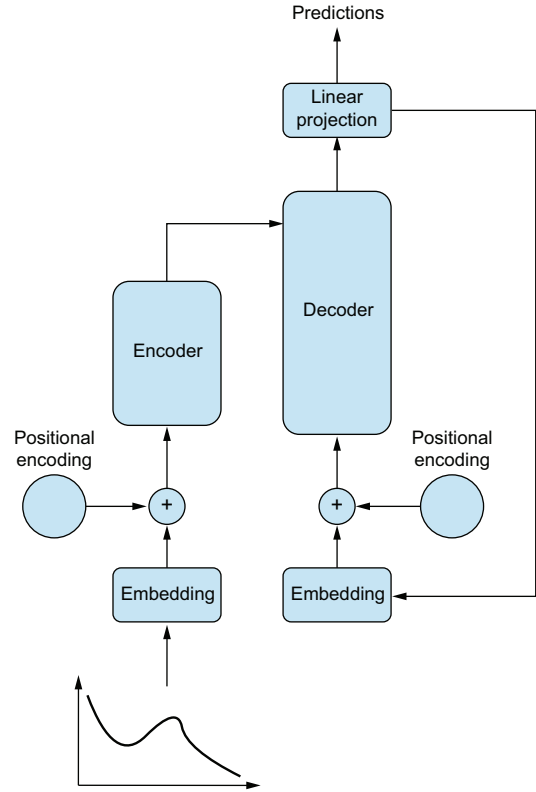 Predictions
Linear
projection
Decoder
Encoder
Positional
encoding
Positional
encoding
+
+
Embedding
Embedding